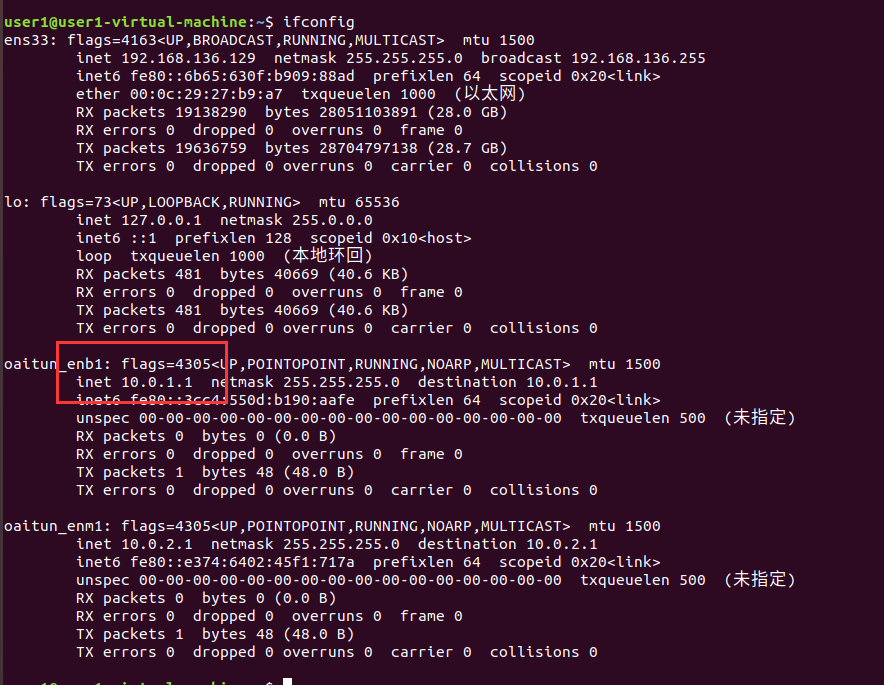 user1@user1-virtual-machine:~$ ifconfig
ens33: flags=4163<UP,BROADCAST,RUNNING,MULTICAST>  mtu 1500
inet 192.168.136.129  netmask 255.255.255.0  broadcast 192.168.136.255
inet6 fe80::6b65:630f:b909:88ad  prefixlen 64  scopeid 0x20<link>
ether 00:0c:29:27:b9:a7  txqueuelen 1000  (以太网)
RX packets 19138290  bytes 28051103891 (28.0 GB)
RX errors 0  dropped 0  overruns 0  frame 0
TX packets 19636759  bytes 28704797138 (28.7 GB)
TX errors 0  dropped 0 overruns 0  carrier 0  collisions 0
lo: flags=73<UP,LOOPBACK,RUNNING>  mtu 65536
inet 127.0.0.1  netmask 255.0.0.0
inet6 ::1  prefixlen 128  scopeid 0x10<host>
loop  txqueuelen 1000  (本地环回)
RX packets 481  bytes 40669 (40.6 KB)
RX errors 0  dropped 0  overruns 0  frame 0
TX packets 481  bytes 40669 (40.6 KB)
TX errors 0  dropped 0 overruns 0  carrier 0  collisions 0
oaitun_enb1: flags=4305<UP,POINTOPOINT,RUNNING,NOARP,MULTICAST>  mtu 1500
inet 10.0.1.1  netmask 255.255.255.0  destination 10.0.1.1
inet6 fe80::3cc4:550d:b190:aafe  prefixlen 64  scopeid 0x20<link>
unspec 00-00-00-00-00-00-00-00-00-00-00-00-00-00-00-00  txqueuelen 500  (未指定)
RX packets 0  bytes 0 (0.0 B)
RX errors 0  dropped 0  overruns 0  frame 0
TX packets 1  bytes 48 (48.0 B)
TX errors 0  dropped 0 overruns 0  carrier 0  collisions 0
oaitun_enm1: flags=4305<UP,POINTOPOINT,RUNNING,NOARP,MULTICAST>  mtu 1500
inet 10.0.2.1  netmask 255.255.255.0  destination 10.0.2.1
inet6 fe80::e374:6402:45f1:717a  prefixlen 64  scopeid 0x20<link>
unspec 00-00-00-00-00-00-00-00-00-00-00-00-00-00-00-00  txqueuelen 500  (未指定)
RX packets 0  bytes 0 (0.0 B)
RX errors 0  dropped 0  overruns 0  frame 0
TX packets 1  bytes 48 (48.0 B)
TX errors 0  dropped 0 overruns 0  carrier 0  collisions 0